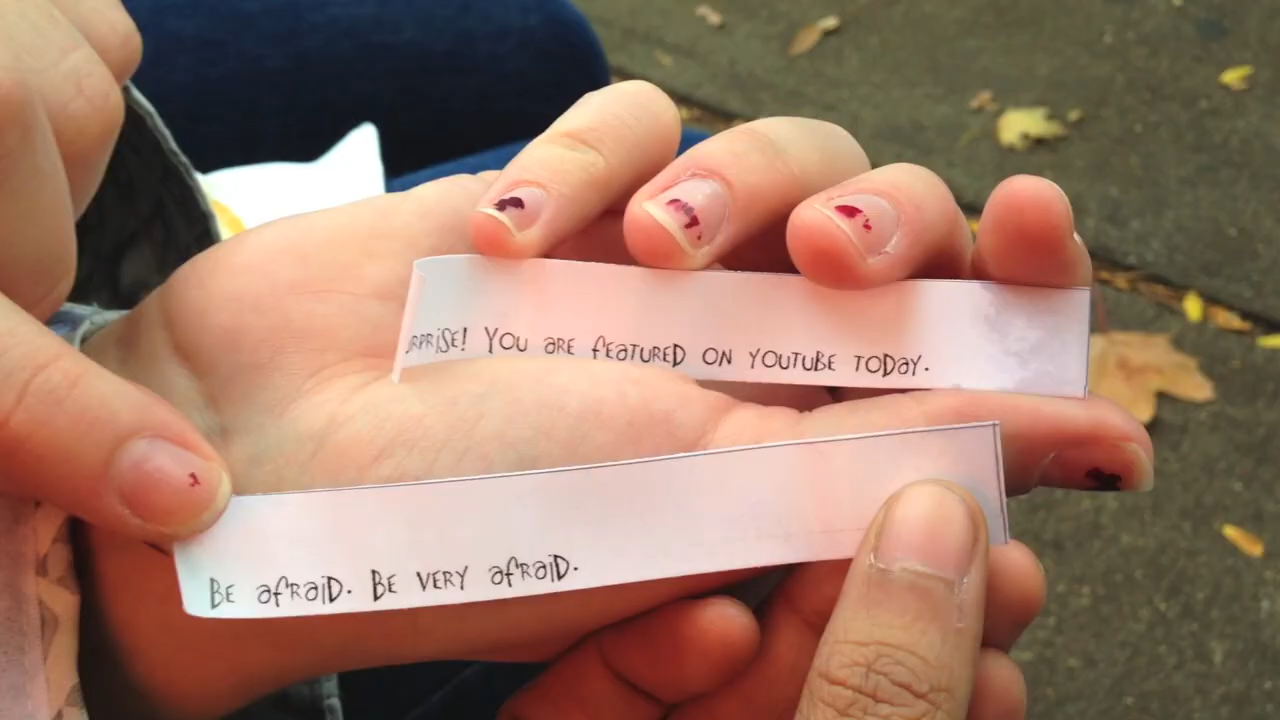 URPRISE! YOU ARE FEATURED ON YOUTUBE TODAY.
BE AFRAID. BE VERY AFRAID.